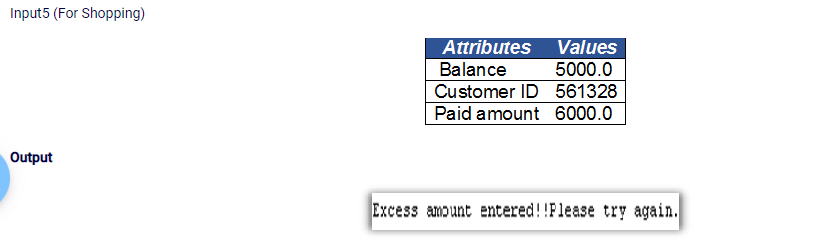 Input5 (For Shopping)
Attributes Values
Balance 5000.0
Customer ID 561328
Paid amount 6000.0
Output
Excess amount entered!!Please try again.